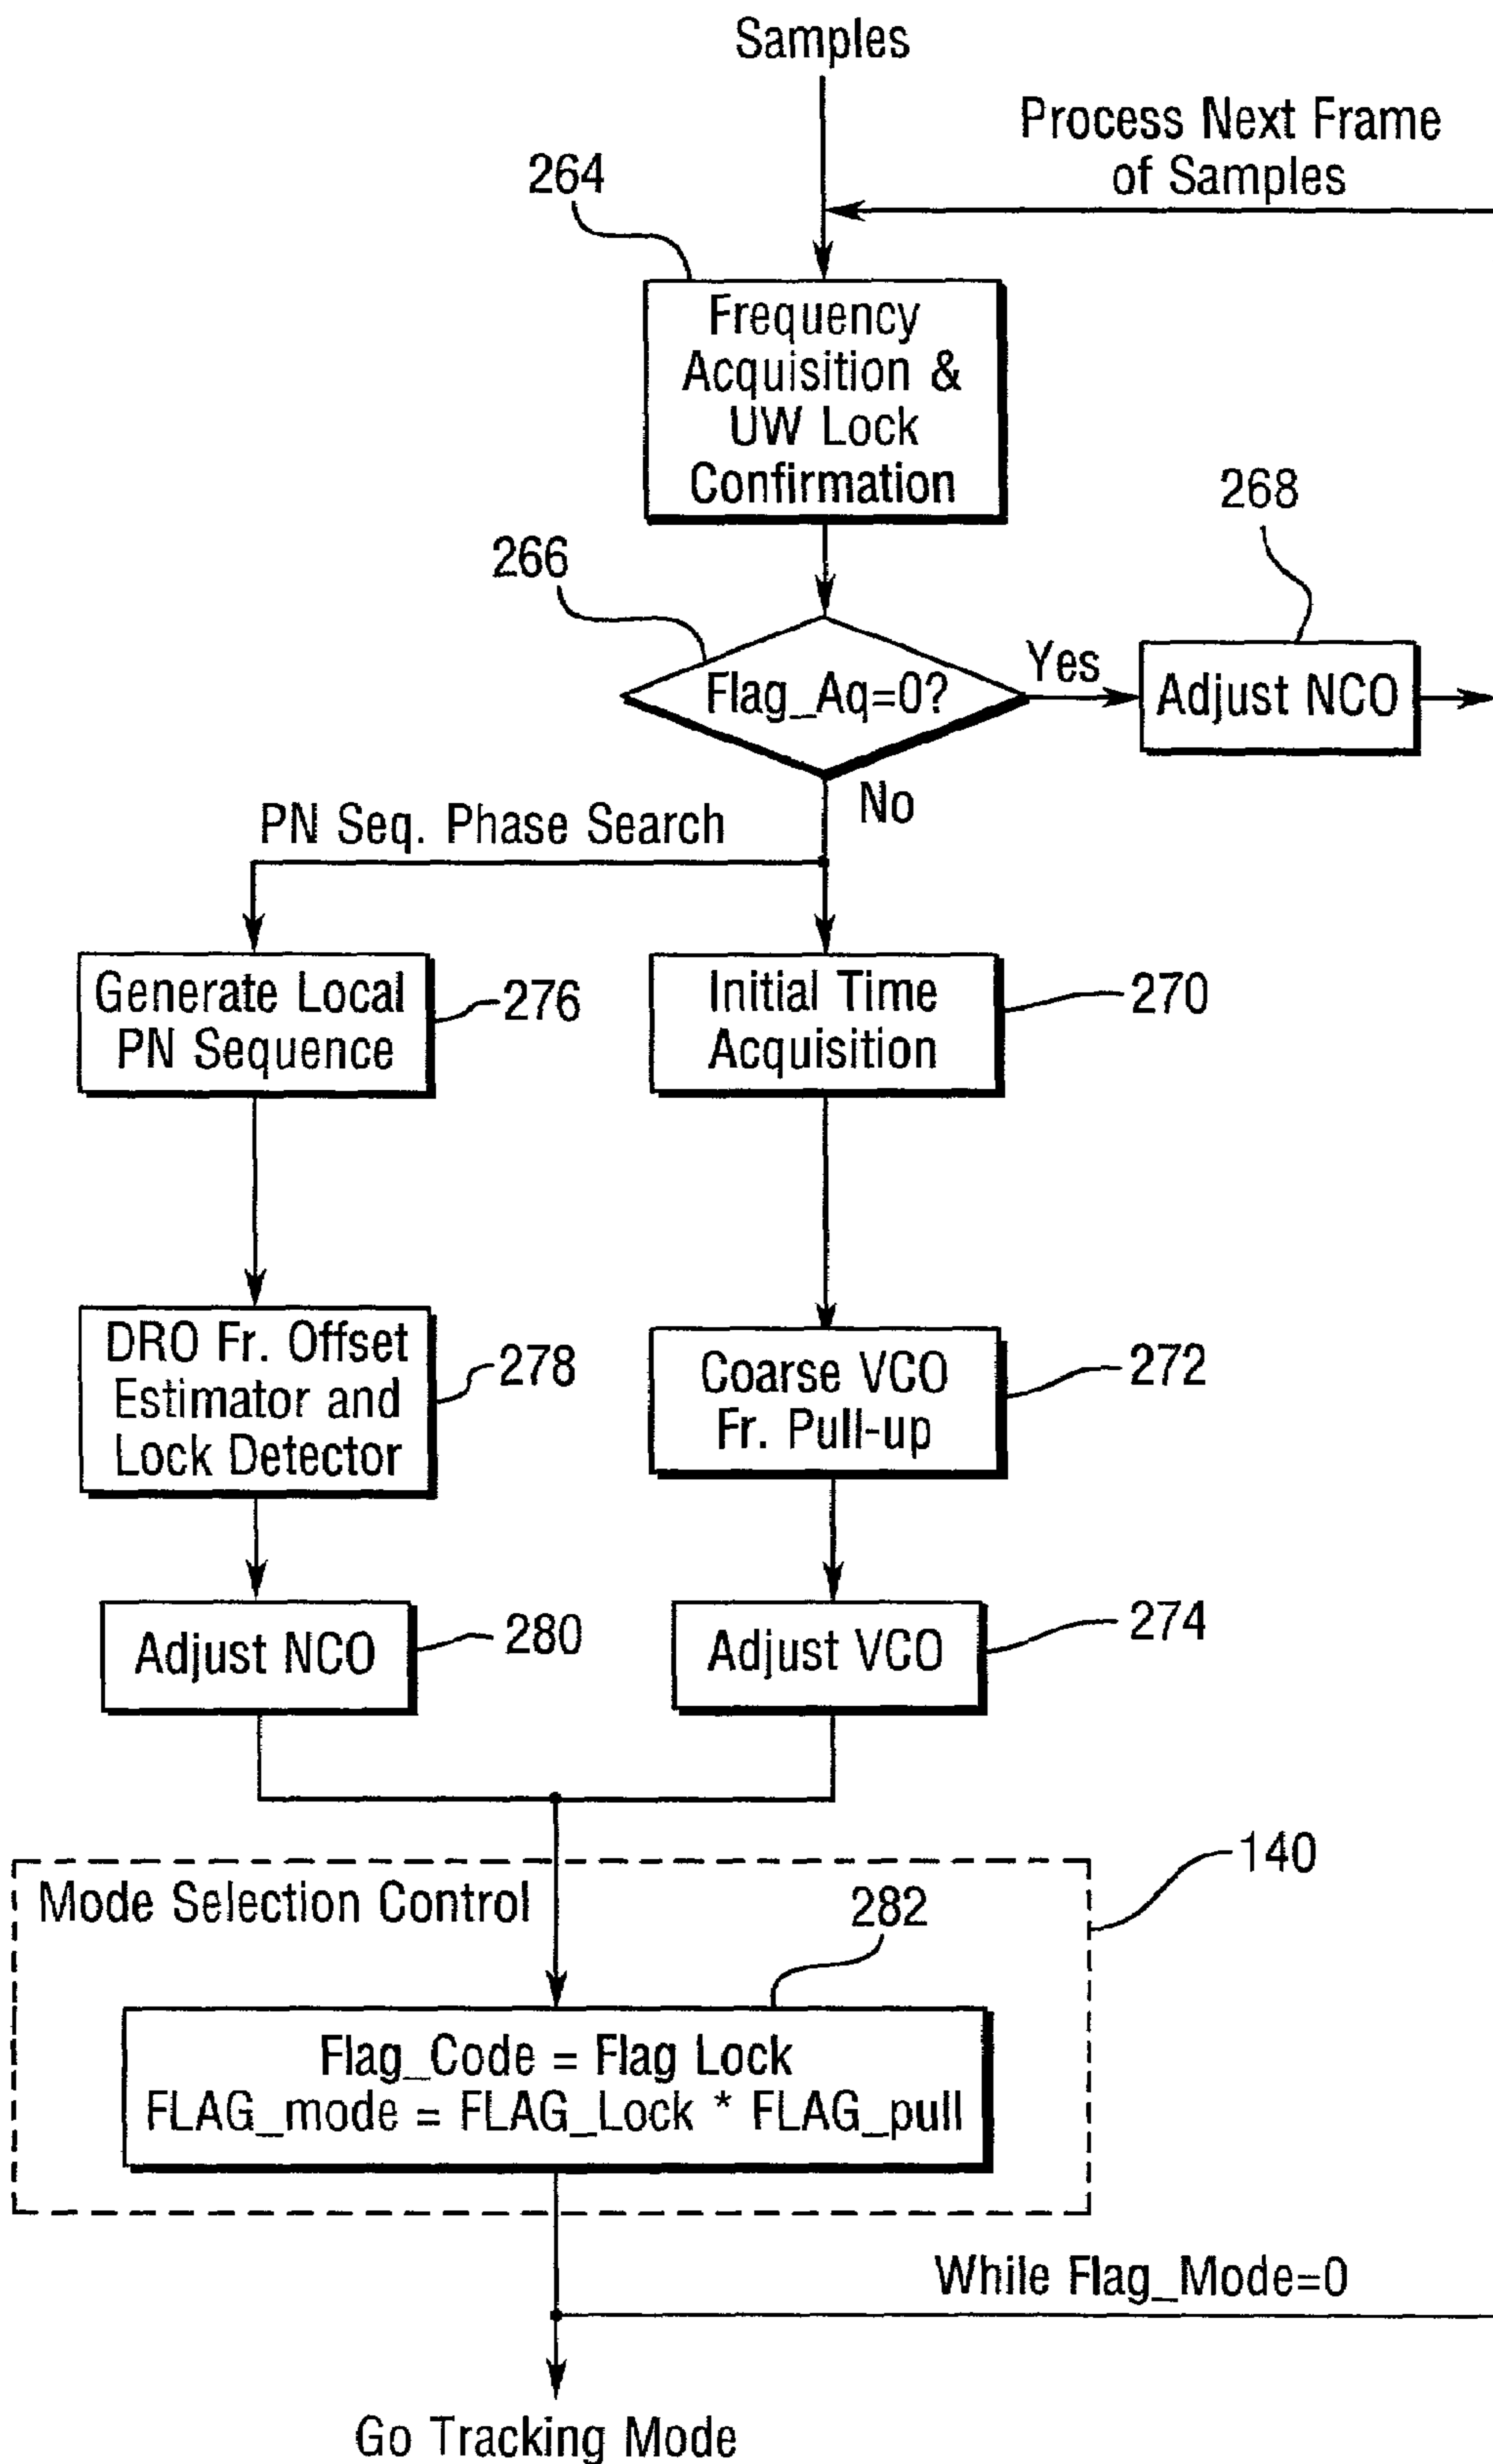 Samples
Process Next Frame
of Samples
264
Frequency
Acquisition &
UW Lock
Confirmation
268
266
Flag_Aq=0?
Yes
Adjust NCO
No
PN Seq. Phase Search
Generate Local
PN Sequence
276
Initial Time
Acquisition
270
DRO Fr. Offset
Estimator and
Lock Detector
278
Coarse VCO
Fr. Pull-up
272
Adjust NCO
280
Adjust VCO
274
140
Mode Selection Control
282
Flag_Code = Flag Lock
FLAG_mode = FLAG_Lock * FLAG_pull
While Flag_Mode=0
Go Tracking Mode